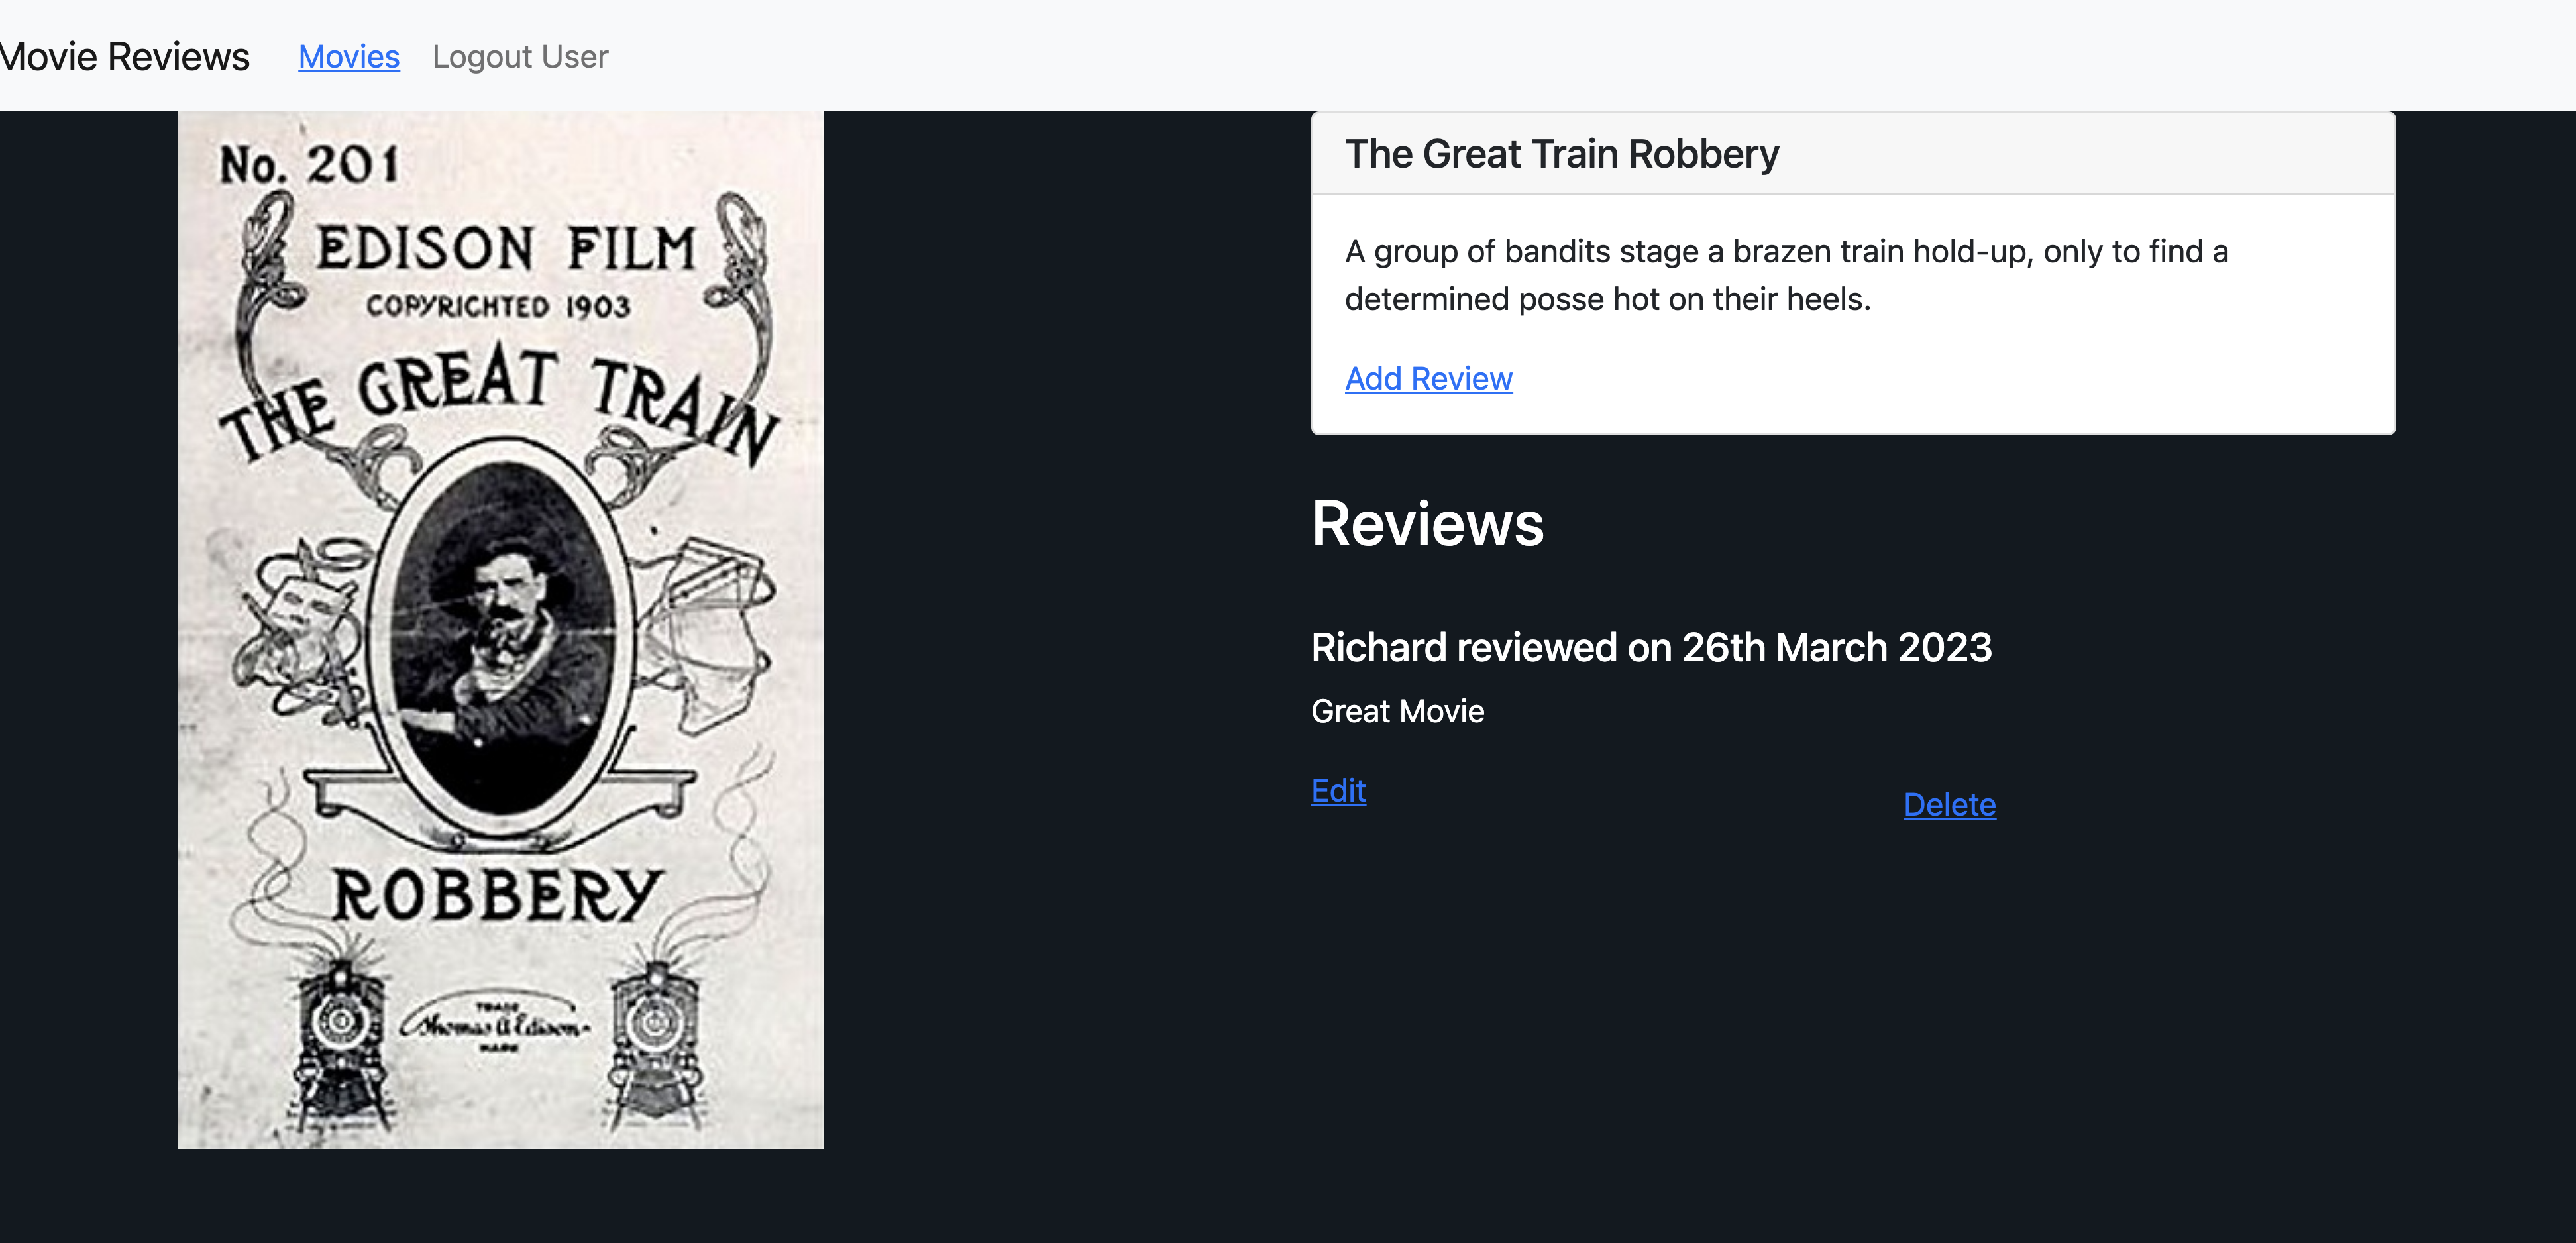 Movie Reviews Movies Logout User
No. 201
EDISON FILM
COPYRIGHTED 1903
THE GREAT TRAIN
ROBBERY
TRADE
Thomas A Edison
MARK
The Great Train Robbery
A group of bandits stage a brazen train hold-up, only to find a
determined posse hot on their heels.
Add Review
Reviews
Richard reviewed on 26th March 2023
Great Movie
Edit Delete